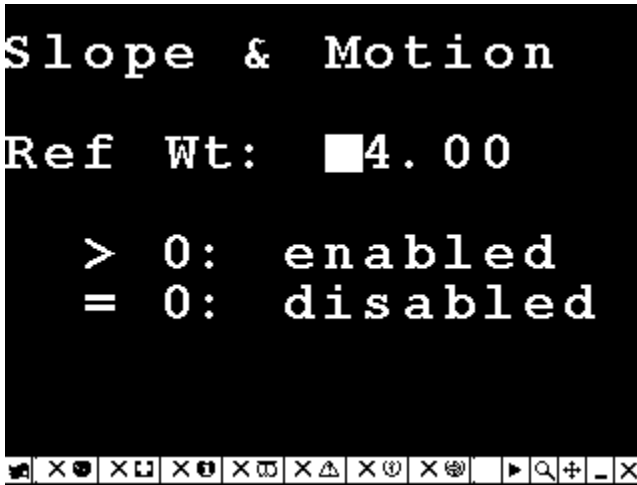 Slope & Motion
Ref Wt: 4.00
> 0: enabled
= 0: disabled